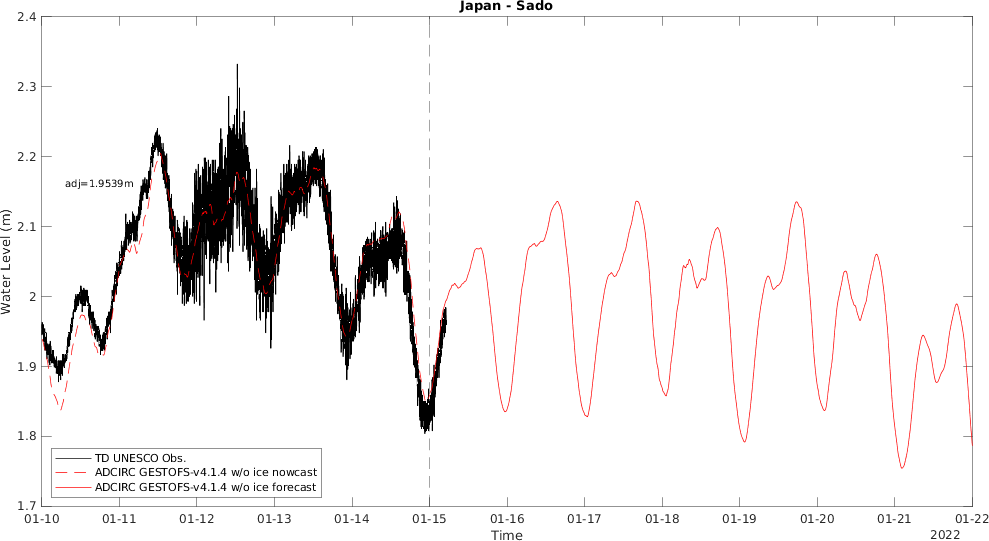 Japan - Sado
Water Level (m)
2.4
2.3
2.2
2.1
2
1.9
1.8
1.7
adj=1.9539m
TD UNESCO Obs.
ADCIRC GESTOFS-v4.1.4 w/o ice nowcast
ADCIRC GESTOFS-v4.1.4 w/o ice forecast
01-10 01-11 01-12 01-13 01-14 01-15 01-16 01-17 01-18 01-19 01-20 01-21 01-22
Time
2022